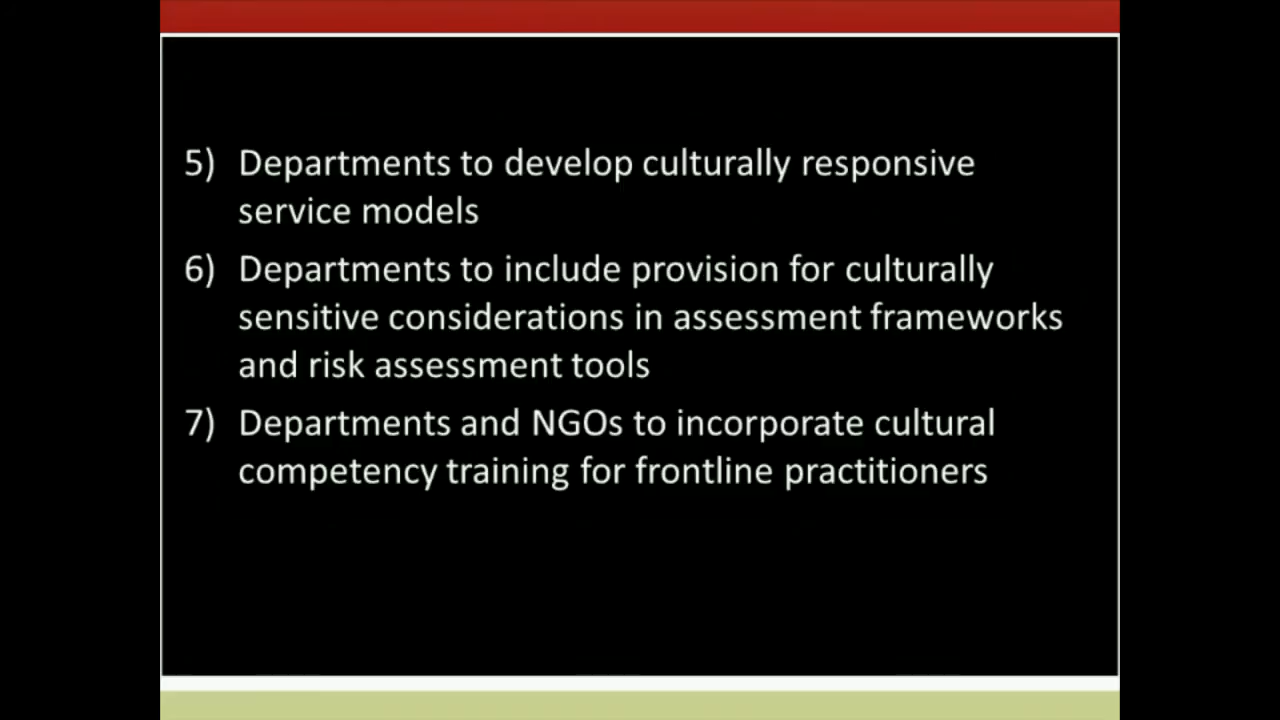 5) Departments to develop culturally responsive
service models
6) Departments to include provision for culturally
sensitive considerations in assessment frameworks
and risk assessment tools
7) Departments and NGOs to incorporate cultural
competency training for frontline practitioners